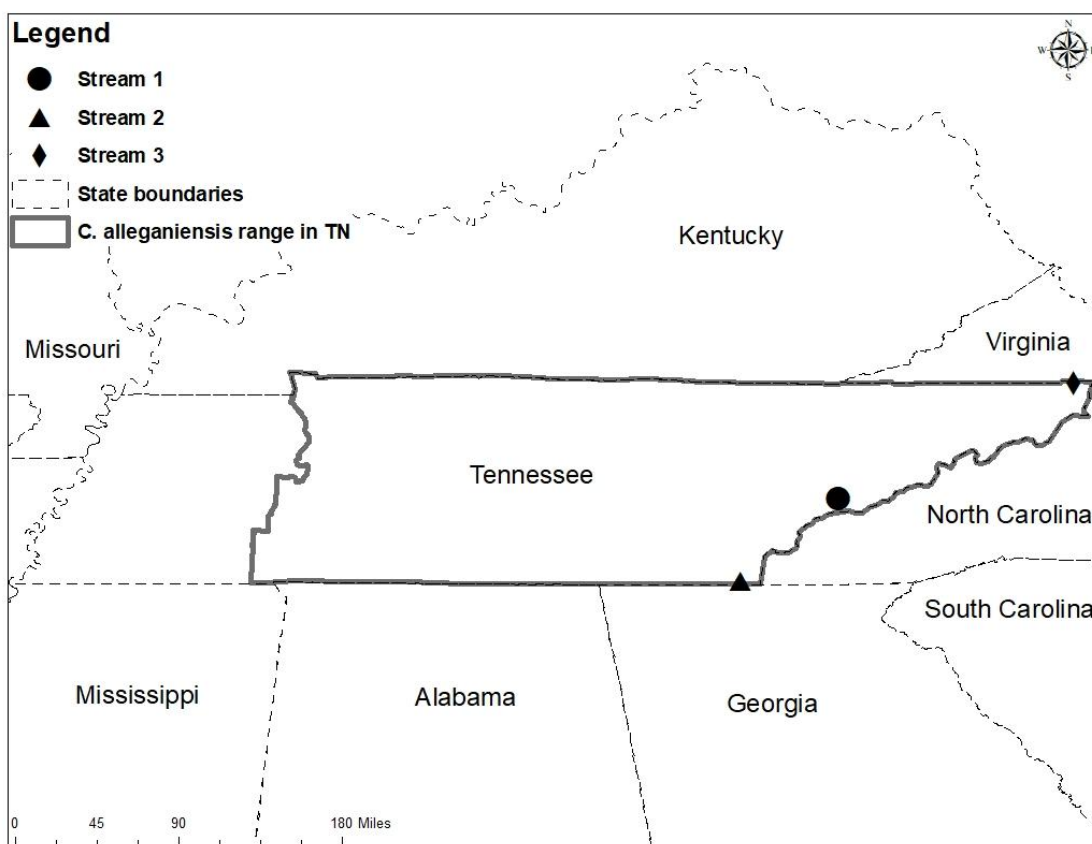 Legend
Stream 1
Stream 2
Stream 3
State boundaries
C. alleganiensis range in TN
N
W
S
Kentucky
Missouri
Virginia
Tennessee
North Carolina
South Carolina
Mississippi
Alabama
Georgia
0 45 90 180 Miles